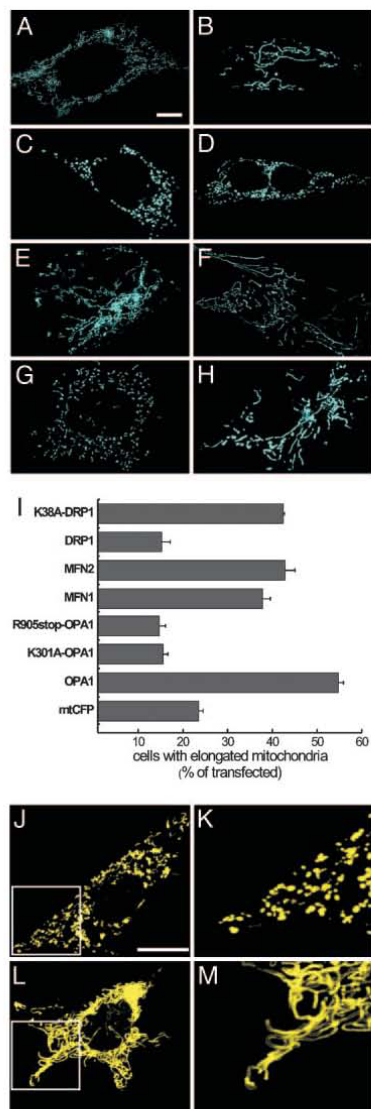 A B
C D
E F
G H
I
K38A-DRP1
DRP1
MFN2
MFN1
R905stop-OPA1
K301A-OPA1
OPA1
mtCFP
10 20 30 40 50 60
cells with elongated mitochondria
(% of transfected)
J K
L M